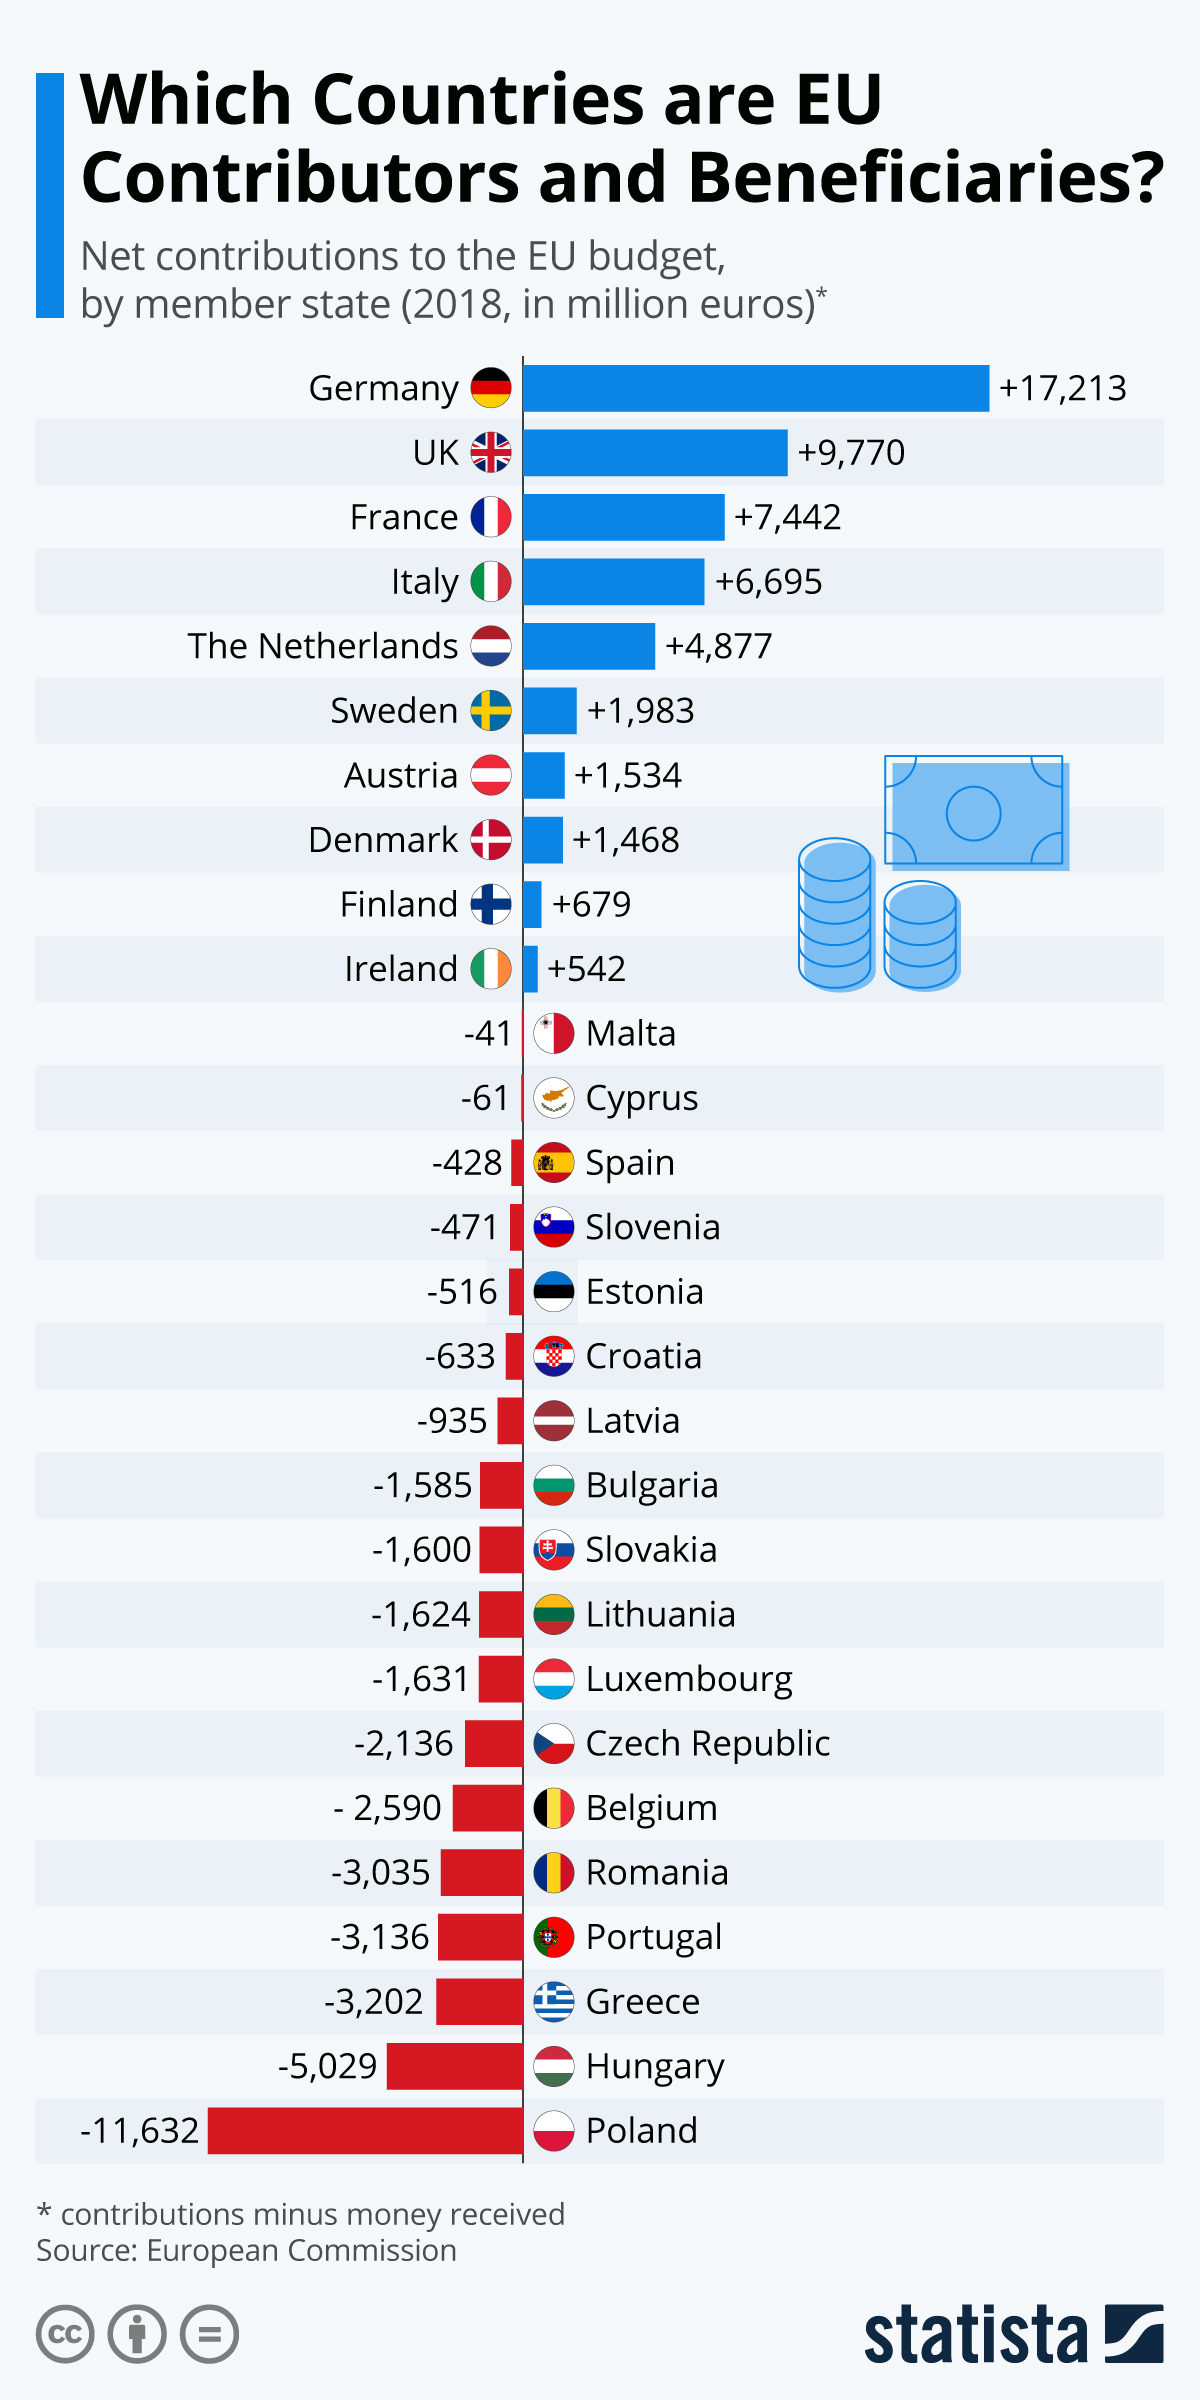 Which Countries are EU
Contributors and Beneficiaries?
Net contributions to the EU budget,
by member state (2018, in million euros)*
Germany +17,213
UK +9,770
France +7,442
Italy +6,695
The Netherlands +4,877
Sweden +1,983
Austria +1,534
Denmark +1,468
Finland +679
Ireland +542
-41 Malta
-61 Cyprus
-428 Spain
-471 Slovenia
-516 Estonia
-633 Croatia
-935 Latvia
-1,585 Bulgaria
-1,600 Slovakia
-1,624 Lithuania
-1,631 Luxembourg
-2,136 Czech Republic
- 2,590 Belgium
-3,035 Romania
-3,136 Portugal
-3,202 Greece
-5,029 Hungary
-11,632 Poland
* contributions minus money received
Source: European Commission
cc = statista